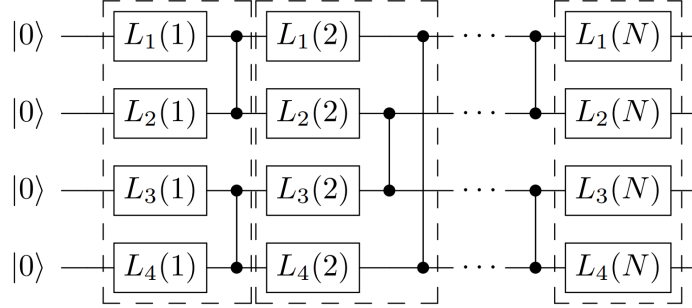 |0⟩ L₁(1) L₁(2) ··· L₁(N)
|0⟩ L₂(1) L₂(2) ··· L₂(N)
|0⟩ L₃(1) L₃(2) ··· L₃(N)
|0⟩ L₄(1) L₄(2) ··· L₄(N)